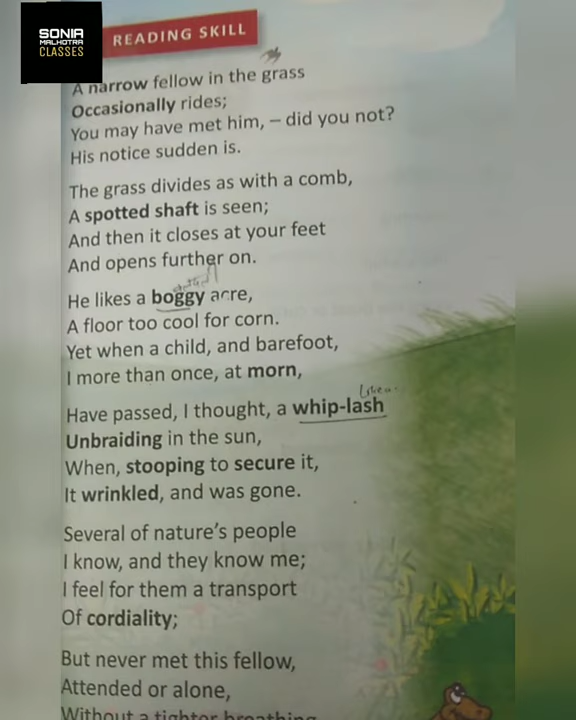 SONIA
MALHOTRA
CLASSES
READING SKILL
A narrow fellow in the grass
Occasionally rides;
You may have met him, – did you not?
His notice sudden is.
The grass divides as with a comb,
A spotted shaft is seen;
And then it closes at your feet
And opens further on.
He likes a boggy acre,
A floor too cool for corn.
Yet when a child, and barefoot,
I more than once, at morn,
Have passed, I thought, a whip-lash
Unbraiding in the sun,
When, stooping to secure it,
It wrinkled, and was gone.
Several of nature's people
I know, and they know me;
I feel for them a transport
Of cordiality;
But never met this fellow,
Attended or alone,
Without a tighter breathing